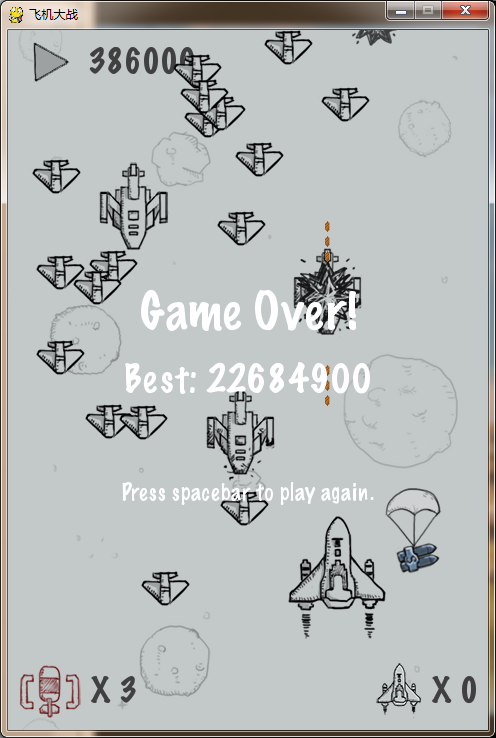 飞机大战
386000
Game Over!
Best: 22684900
Press spacebar to play again.
X 3
X 0